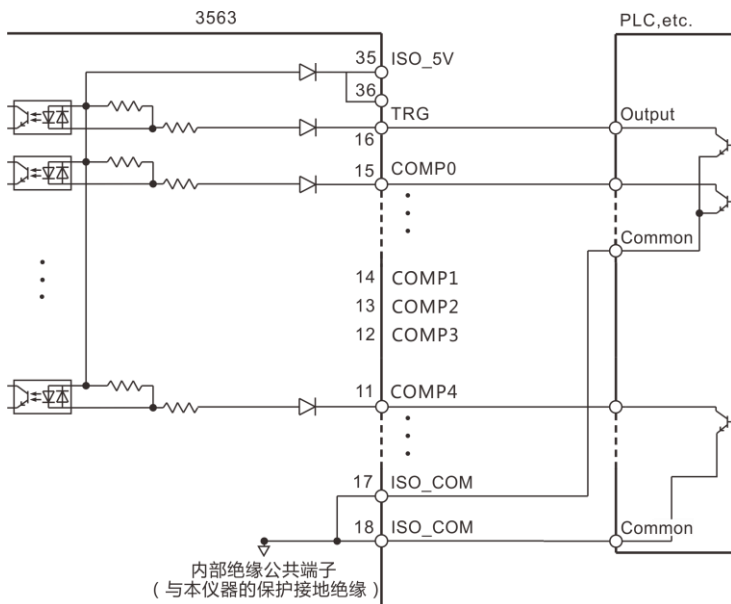 3563
PLC,etc.
35 ISO_5V
36
TRG
16
Output
15 COMP0
Common
14 COMP1
13 COMP2
12 COMP3
11 COMP4
17 ISO_COM
18 ISO_COM
Common
内部绝缘公共端子
(与本仪器的保护接地绝缘)